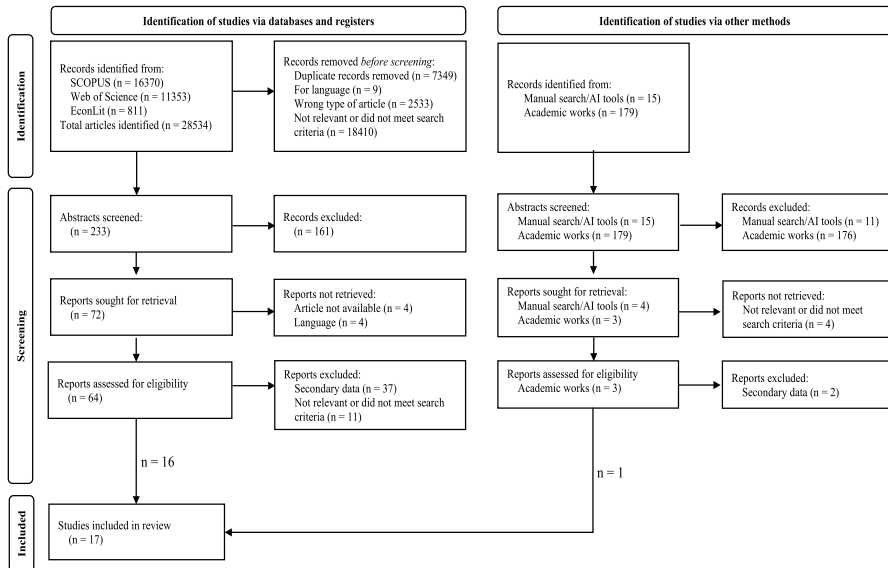 Identification of studies via databases and registers
Identification of studies via other methods
Identification
Records identified from:
SCOPUS (n = 16370)
Web of Science (n = 11353)
EconLit (n = 811)
Total articles identified (n = 28534)
Records removed before screening:
Duplicate records removed (n = 7349)
For language (n = 9)
Wrong type of article (n = 2533)
Not relevant or did not meet search
criteria (n = 18410)
Records identified from:
Manual search/AI tools (n = 15)
Academic works (n = 179)
Screening
Abstracts screened:
(n = 233)
Records excluded:
(n = 161)
Abstracts screened:
Manual search/AI tools (n = 15)
Academic works (n = 179)
Records excluded:
Manual search/AI tools (n = 11)
Academic works (n = 176)
Reports sought for retrieval
(n = 72)
Reports not retrieved:
Article not available (n = 4)
Language (n = 4)
Reports sought for retrieval:
Manual search/AI tools (n = 4)
Academic works (n = 3)
Reports not retrieved:
Not relevant or did not meet
search criteria (n = 4)
Reports assessed for eligibility
(n = 64)
Reports excluded:
Secondary data (n = 37)
Not relevant or did not meet search
criteria (n = 11)
Reports assessed for eligibility
Academic works (n = 3)
Reports excluded:
Secondary data (n = 2)
n = 16
n = 1
Included
Studies included in review
(n = 17)